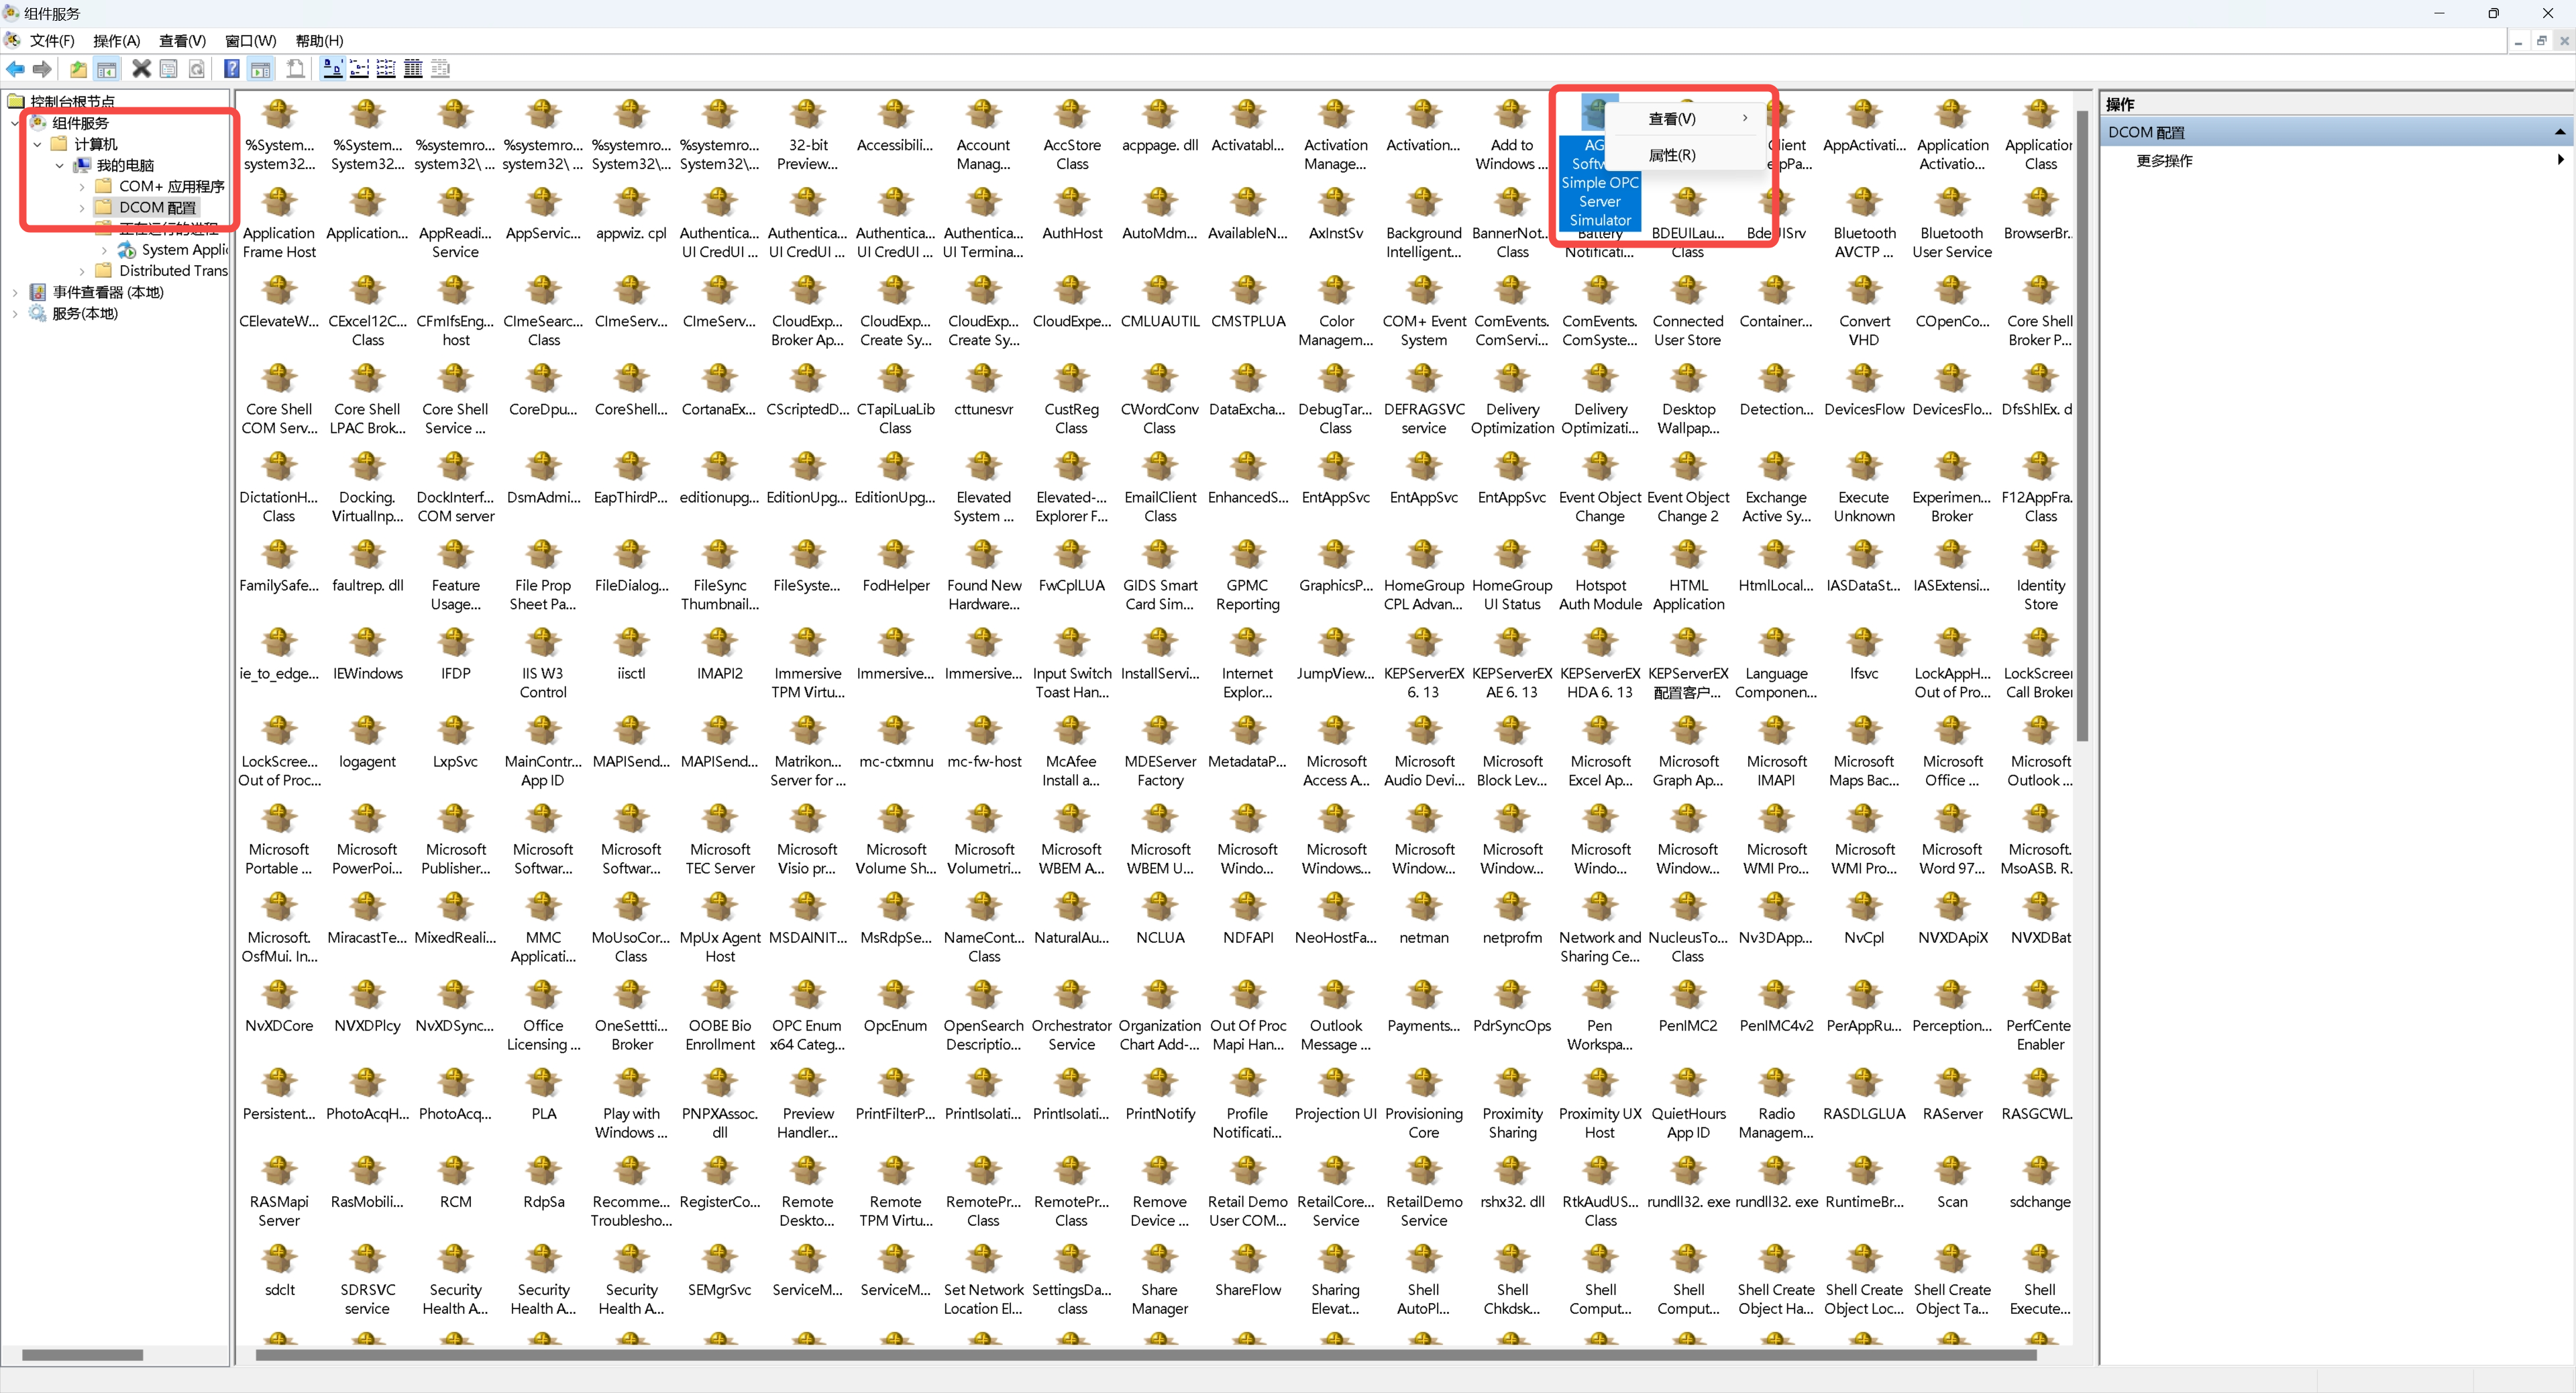 组件服务
文件(F) 操作(A) 查看(V) 窗口(W) 帮助(H)
控制台根节点
组件服务
计算机
我的电脑
COM+ 应用程序
DCOM 配置
正在运行的进程
System Applic
Distributed Trans
事件查看器 (本地)
服务(本地)
%System... %System... %systemro... %systemro... %systemro... %systemro... 32-bit Accessibili... Account AccStore acppage. dll Activatabl... Activation Activation... Add to AG 查看(V) lient AppActivati... Application Application
system32... System32... system32\ ... system32\ ... System32\... System32\... Preview... Manag... Class Manage... Windows ... Softw 属性(R) pPa... Activatio... Class
Simple OPC
Server
Simulator
Application Application... AppReadi... AppServic... appwiz. cpl Authentica... Authentica... Authentica... Authentica... AuthHost AutoMdm... AvailableN... AxInstSv Background BannerNot... Battery BDEUILau... BdeUISrv Bluetooth Bluetooth BrowserBr...
Frame Host Service UI CredUI ... UI CredUI ... UI CredUI ... UI Termina... Intelligent... Class Notificati... Class AVCTP ... User Service
CElevateW... CExcel12C... CFmIfsEng... CImeSearc... CImeServ... CImeServ... CloudExp... CloudExp... CloudExp... CloudExpe... CMLUAUTIL CMSTPLUA Color COM+ Event ComEvents. ComEvents. Connected Container... Convert COpenCo... Core Shell
Class host Class Broker Ap... Create Sy... Create Sy... Managem... System ComServi... ComSyste... User Store VHD Broker P...
Core Shell Core Shell Core Shell CoreDpu... CoreShell... CortanaEx... CScriptedD... CTapiLuaLib cttunesvr CustReg CWordConv DataExcha... DebugTar... DEFRAGSVC Delivery Delivery Desktop Detection... DevicesFlow DevicesFlo... DfsShlEx. d
COM Serv... LPAC Brok... Service ... Class Class Class Class service Optimization Optimizati... Wallpap...
DictationH... Docking. DockInterf... DsmAdmi... EapThirdP... editionupg... EditionUpg... EditionUpg... Elevated Elevated-... EmailClient EnhancedS... EntAppSvc EntAppSvc EntAppSvc Event Object Event Object Exchange Execute Experimen... F12AppFra.
Class VirtualInp... COM server System ... Explorer F... Class Change Change 2 Active Sy... Unknown Broker Class
FamilySafe... faultrep. dll Feature File Prop FileDialog... FileSync FileSyste... FodHelper Found New FwCplLUA GIDS Smart GPMC GraphicsP... HomeGroup HomeGroup Hotspot HTML HtmlLocal... IASDataSt... IASExtensi... Identity
Usage... Sheet Pa... Thumbnail... Hardware... Card Sim... Reporting CPL Advan... UI Status Auth Module Application Store
ie_to_edge... IEWindows IFDP IIS W3 iisctl IMAPI2 Immersive Immersive... Immersive... Input Switch InstallServi... Internet JumpView... KEPServerEX KEPServerEX KEPServerEX KEPServerEX Language lfsvc LockAppH... LockScreen
Control TPM Virtu... Toast Han... Explor... 6. 13 AE 6. 13 HDA 6. 13 配置客户... Componen... Out of Pro... Call Broker
LockScree... logagent LxpSvc MainContr... MAPISend... MAPISend... Matrikon... mc-ctxmnu mc-fw-host McAfee MDEServer MetadataP... Microsoft Microsoft Microsoft Microsoft Microsoft Microsoft Microsoft Microsoft Microsoft
Out of Proc... App ID Server for ... Install a... Factory Access A... Audio Devi... Block Lev... Excel Ap... Graph Ap... IMAPI Maps Bac... Office ... Outlook ...
Microsoft Microsoft Microsoft Microsoft Microsoft Microsoft Microsoft Microsoft Microsoft Microsoft Microsoft Microsoft Microsoft Microsoft Microsoft Microsoft Microsoft Microsoft Microsoft Microsoft Microsoft.
Portable ... PowerPoi... Publisher... Softwar... Softwar... TEC Server Visio pr... Volume Sh... Volumetri... WBEM A... WBEM U... Windo... Windows... Window... Window... Windo... Window... WMI Pro... WMI Pro... Word 97... MsoASB. R.
Microsoft. MiracastTe... MixedReali... MMC MoUsoCor... MpUx Agent MSDAINIT... MsRdpSe... NameCont... NaturalAu... NCLUA NDFAPI NeoHostFa... netman netprofm Network and NucleusTo... Nv3DApp... NvCpl NVXDApiX NVXDBat
OsfMui. In... Applicati... Class Host Class Sharing Ce... Class
NvXDCore NVXDPlcy NvXDSync... Office OneSettti... OOBE Bio OPC Enum OpcEnum OpenSearch Orchestrator Organization Out Of Proc Outlook Payments... PdrSyncOps Pen PenIMC2 PenIMC4v2 PerAppRu... Perception... PerfCente
Licensing ... Broker Enrollment x64 Categ... Descriptio... Service Chart Add-... Mapi Han... Message ... Workspa... Enabler
Persistent... PhotoAcqH... PhotoAcq... PLA Play with PNPXAssoc. Preview PrintFilterP... PrintIsolati... PrintIsolati... PrintNotify Profile Projection UI Provisioning Proximity Proximity UX QuietHours Radio RASDLGLUA RAServer RASGCWL.
Windows ... dll Handler... Notificati... Core Sharing Host App ID Managem...
RASMapi RasMobili... RCM RdpSa Recomme... RegisterCo... Remote Remote RemotePr... RemotePr... Remove Retail Demo RetailCore... RetailDemo rshx32. dll RtkAudUS... rundll32. exe rundll32. exe RuntimeBr... Scan sdchange
Server Troublesho... Deskto... TPM Virtu... Class Class Device ... User COM... Service Service Class
sdclt SDRSVC Security Security Security SEMgrSvc ServiceM... ServiceM... Set Network SettingsDa... Share ShareFlow Sharing Shell Shell Shell Shell Shell Create Shell Create Shell Create Shell
service Health A... Health A... Health A... Location El... class Manager Elevat... AutoPl... Chkdsk... Comput... Comput... Object Ha... Object Loc... Object Ta... Execute...
操作
DCOM 配置
更多操作